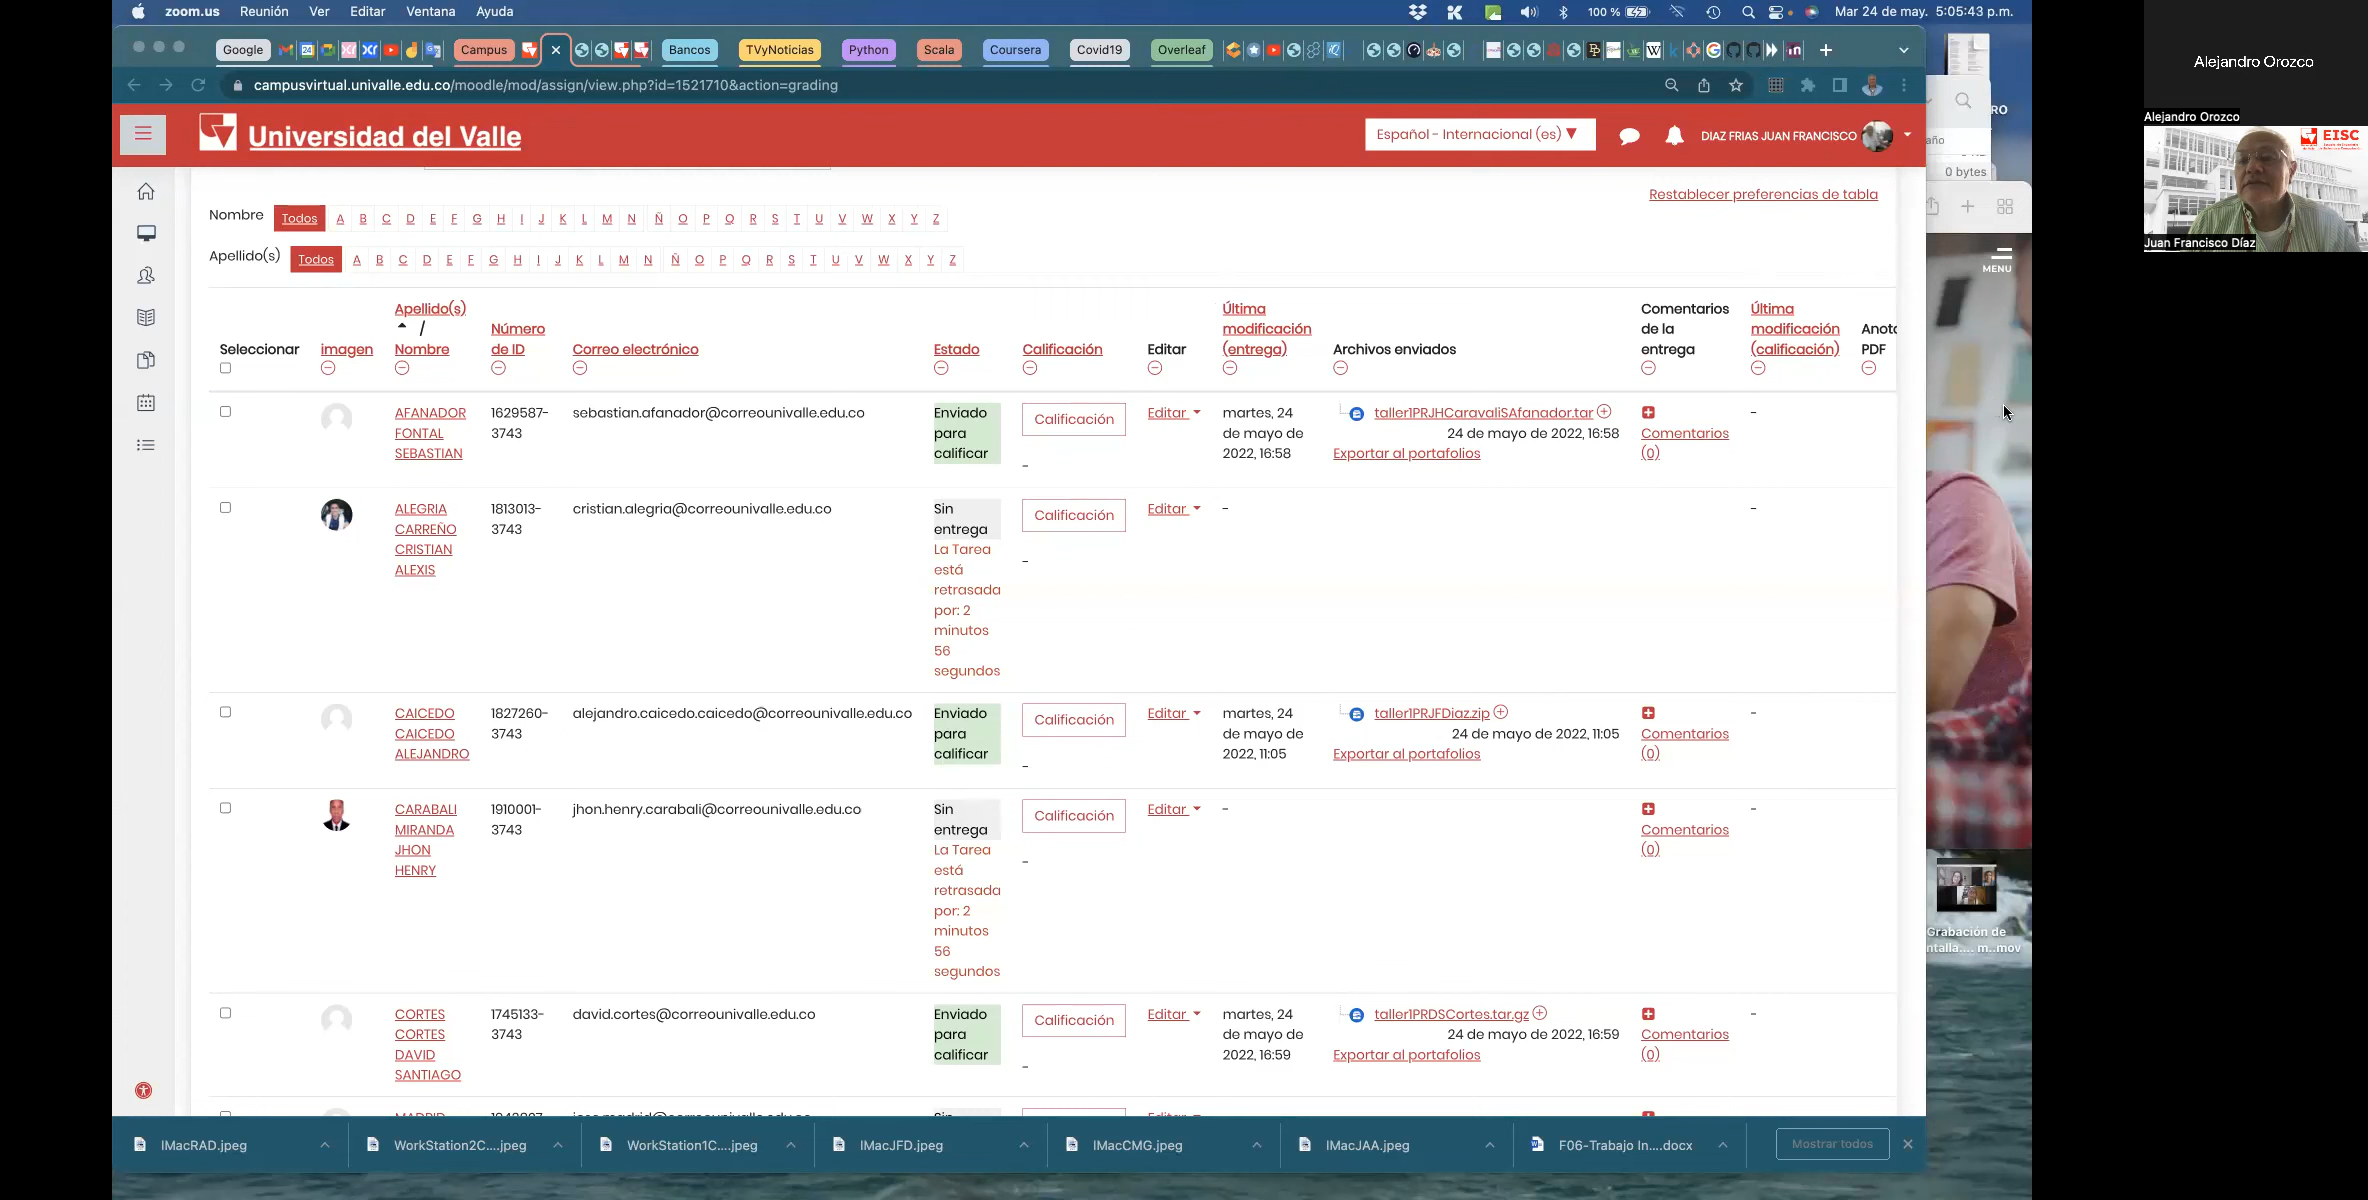 zoom.us Reunión Ver Editar Ventana Ayuda 100 % Mar 24 de may. 5:05:43 p.m.
Google Campus Bancos TVyNoticias Python Scala Coursera Covid19 Overleaf
campusvirtual.univalle.edu.co/moodle/mod/assign/view.php?id=1521710&action=grading
Universidad del Valle
Español - Internacional (es) ▼ DIAZ FRIAS JUAN FRANCISCO
Restablecer preferencias de tabla
Nombre Todos A B C D E F G H I J K L M N Ñ O P Q R S T U V W X Y Z
Apellido(s) Todos A B C D E F G H I J K L M N Ñ O P Q R S T U V W X Y Z
Seleccionar
imagen
Apellido(s)
/
Nombre
Número
de ID
Correo electrónico
Estado
Calificación
Editar
Última
modificación
(entrega)
Archivos enviados
Comentarios
de la
entrega
Última
modificación
(calificación)
PDF
AFANADOR
FONTAL
SEBASTIAN
1629587-
3743
sebastian.afanador@correounivalle.edu.co
Enviado
para
calificar
Calificación
-
Editar
martes, 24
de mayo de
2022, 16:58
taller1PRJHCaravaliSAfanador.tar
24 de mayo de 2022, 16:58
Exportar al portafolios
Comentarios
(0)
-
ALEGRIA
CARREÑO
CRISTIAN
ALEXIS
1813013-
3743
cristian.alegria@correounivalle.edu.co
Sin
entrega
La Tarea
está
retrasada
por: 2
minutos
56
segundos
Calificación
-
Editar
-
-
CAICEDO
CAICEDO
ALEJANDRO
1827260-
3743
alejandro.caicedo.caicedo@correounivalle.edu.co
Enviado
para
calificar
Calificación
-
Editar
martes, 24
de mayo de
2022, 11:05
taller1PRJFDiaz.zip
24 de mayo de 2022, 11:05
Exportar al portafolios
Comentarios
(0)
-
CARABALI
MIRANDA
JHON
HENRY
1910001-
3743
jhon.henry.carabali@correounivalle.edu.co
Sin
entrega
La Tarea
está
retrasada
por: 2
minutos
56
segundos
Calificación
-
Editar
-
Comentarios
(0)
-
CORTES
CORTES
DAVID
SANTIAGO
1745133-
3743
david.cortes@correounivalle.edu.co
Enviado
para
calificar
Calificación
-
Editar
martes, 24
de mayo de
2022, 16:59
taller1PRDSCortes.tar.gz
24 de mayo de 2022, 16:59
Exportar al portafolios
Comentarios
(0)
-
IMacRAD.jpeg WorkStation2C....jpeg WorkStation1C....jpeg IMacJFD.jpeg IMacCMG.jpeg IMacJAA.jpeg F06-Trabajo In....docx Mostrar todos
RO
año
0 bytes
MENU
Grabación de
ntalla.... m..mov
Alejandro Orozco
Alejandro Orozco
EISC
Juan Francisco Díaz